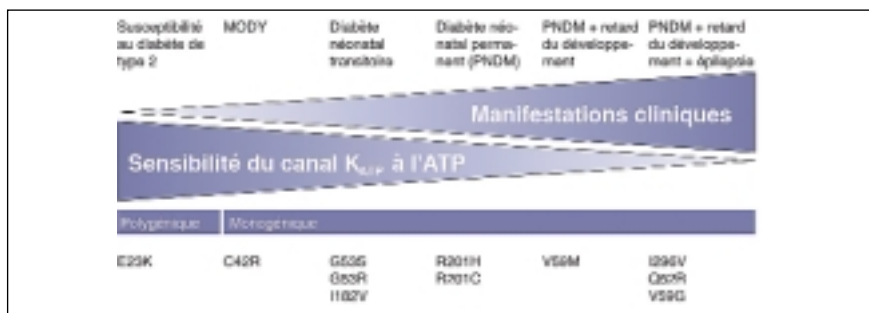 Susceptibilité
au diabète de
type 2
MODY
Diabète
néonatal
transitoire
Diabète néo-
natal perma-
nent (PNDM)
PNDM + retard
du développe-
ment
PNDM + retard
du développe-
ment + épilepsie
Manifestations cliniques
Sensibilité du canal KATP à l'ATP
Polygénique
Monogénique
E23K
C42R
G53S
G53R
I182V
R201H
R201C
V59M
I296V
Q52R
V59G